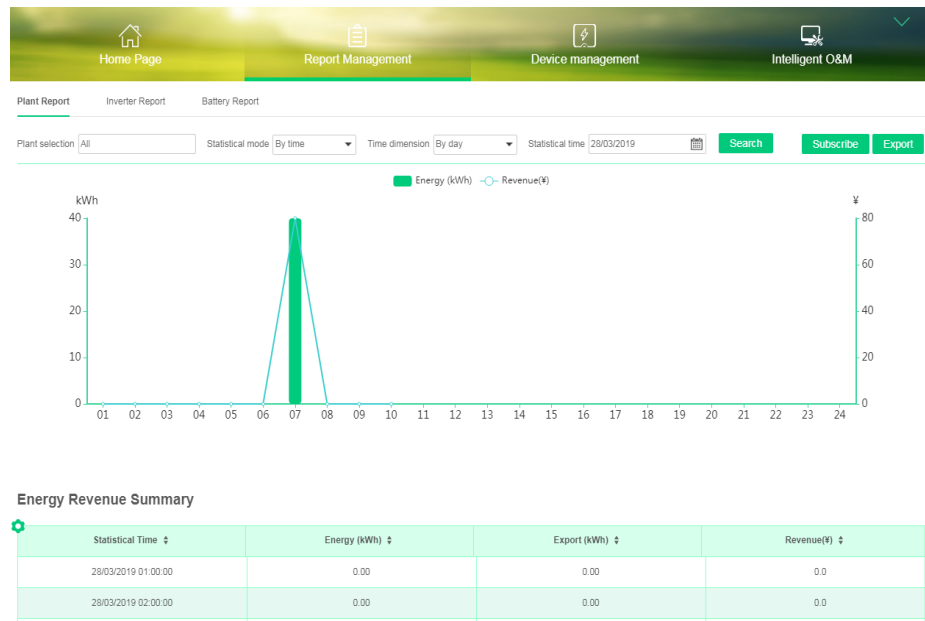 Home Page Report Management Device management Intelligent O&M
Plant Report Inverter Report Battery Report
Plant selection All Statistical mode By time Time dimension By day Statistical time 28/03/2019 Search Subscribe Export
Energy (kWh) Revenue(¥)
kWh ¥
40 80
30 60
20 40
10 20
0 0
01 02 03 04 05 06 07 08 09 10 11 12 13 14 15 16 17 18 19 20 21 22 23 24
Energy Revenue Summary
Statistical Time Energy (kWh) Export (kWh) Revenue(¥)
28/03/2019 01:00:00 0.00 0.00 0.0
28/03/2019 02:00:00 0.00 0.00 0.0